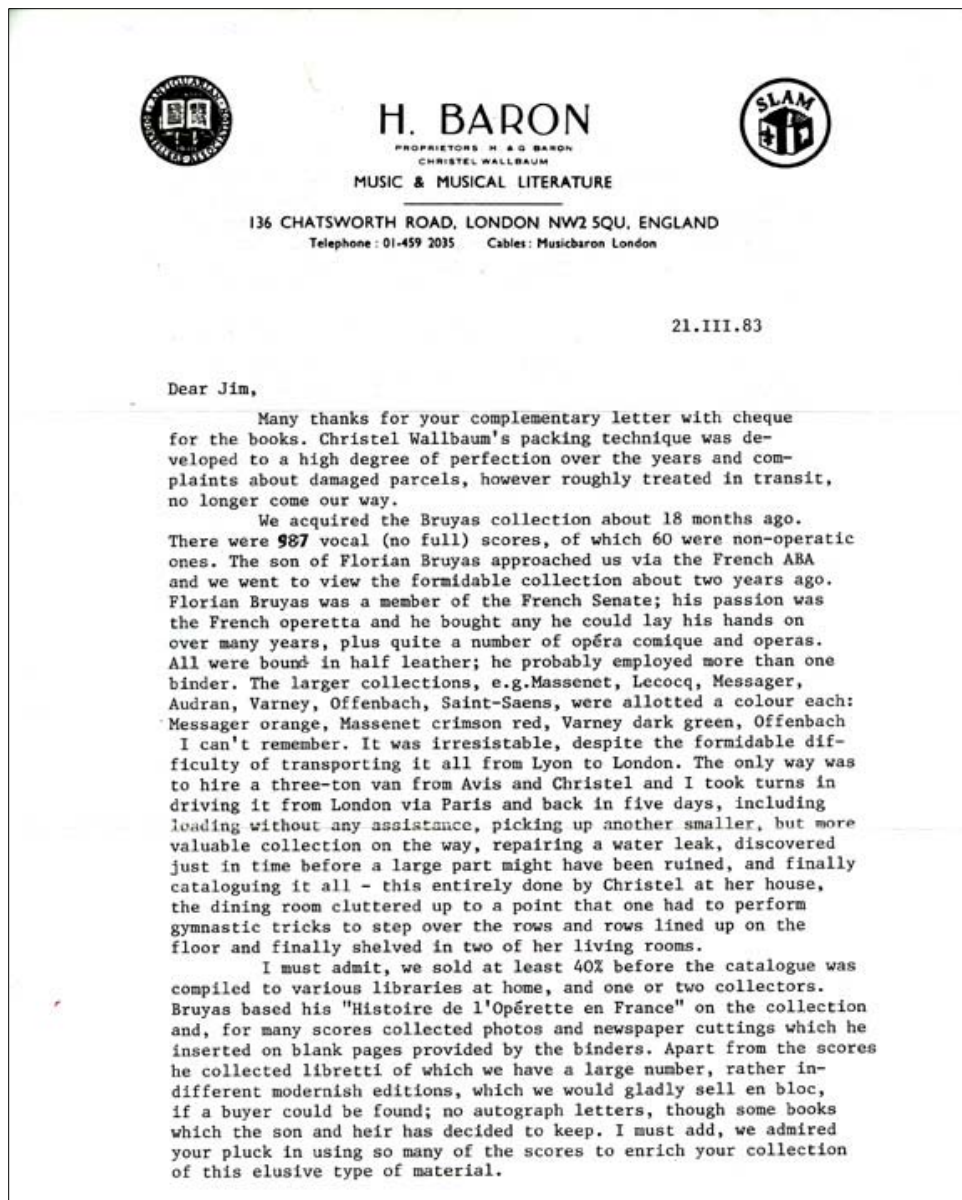 ANTIQUARIAN BOOKSELLERS ASSOCIATION
SLAM
H. BARON
PROPRIETORS H & G BARON
CHRISTEL WALLBAUM
MUSIC & MUSICAL LITERATURE
136 CHATSWORTH ROAD, LONDON NW2 5QU, ENGLAND
Telephone: 01-459 2035 Cables: Musicbaron London
21.III.83
Dear Jim,
Many thanks for your complementary letter with cheque
for the books. Christel Wallbaum's packing technique was de-
veloped to a high degree of perfection over the years and com-
plaints about damaged parcels, however roughly treated in transit,
no longer come our way.
We acquired the Bruyas collection about 18 months ago.
There were 987 vocal (no full) scores, of which 60 were non-operatic
ones. The son of Florian Bruyas approached us via the French ABA
and we went to view the formidable collection about two years ago.
Florian Bruyas was a member of the French Senate; his passion was
the French operetta and he bought any he could lay his hands on
over many years, plus quite a number of opéra comique and operas.
All were bound in half leather; he probably employed more than one
binder. The larger collections, e.g.Massenet, Lecocq, Messager,
Audran, Varney, Offenbach, Saint-Saens, were allotted a colour each:
Messager orange, Massenet crimson red, Varney dark green, Offenbach
I can't remember. It was irresistable, despite the formidable dif-
ficulty of transporting it all from Lyon to London. The only way was
to hire a three-ton van from Avis and Christel and I took turns in
driving it from London via Paris and back in five days, including
loading without any assistance, picking up another smaller, but more
valuable collection on the way, repairing a water leak, discovered
just in time before a large part might have been ruined, and finally
cataloguing it all - this entirely done by Christel at her house,
the dining room cluttered up to a point that one had to perform
gymnastic tricks to step over the rows and rows lined up on the
floor and finally shelved in two of her living rooms.
I must admit, we sold at least 40% before the catalogue was
compiled to various libraries at home, and one or two collectors.
Bruyas based his "Histoire de l'Opérette en France" on the collection
and, for many scores collected photos and newspaper cuttings which he
inserted on blank pages provided by the binders. Apart from the scores
he collected libretti of which we have a large number, rather in-
different modernish editions, which we would gladly sell en bloc,
if a buyer could be found; no autograph letters, though some books
which the son and heir has decided to keep. I must add, we admired
your pluck in using so many of the scores to enrich your collection
of this elusive type of material.